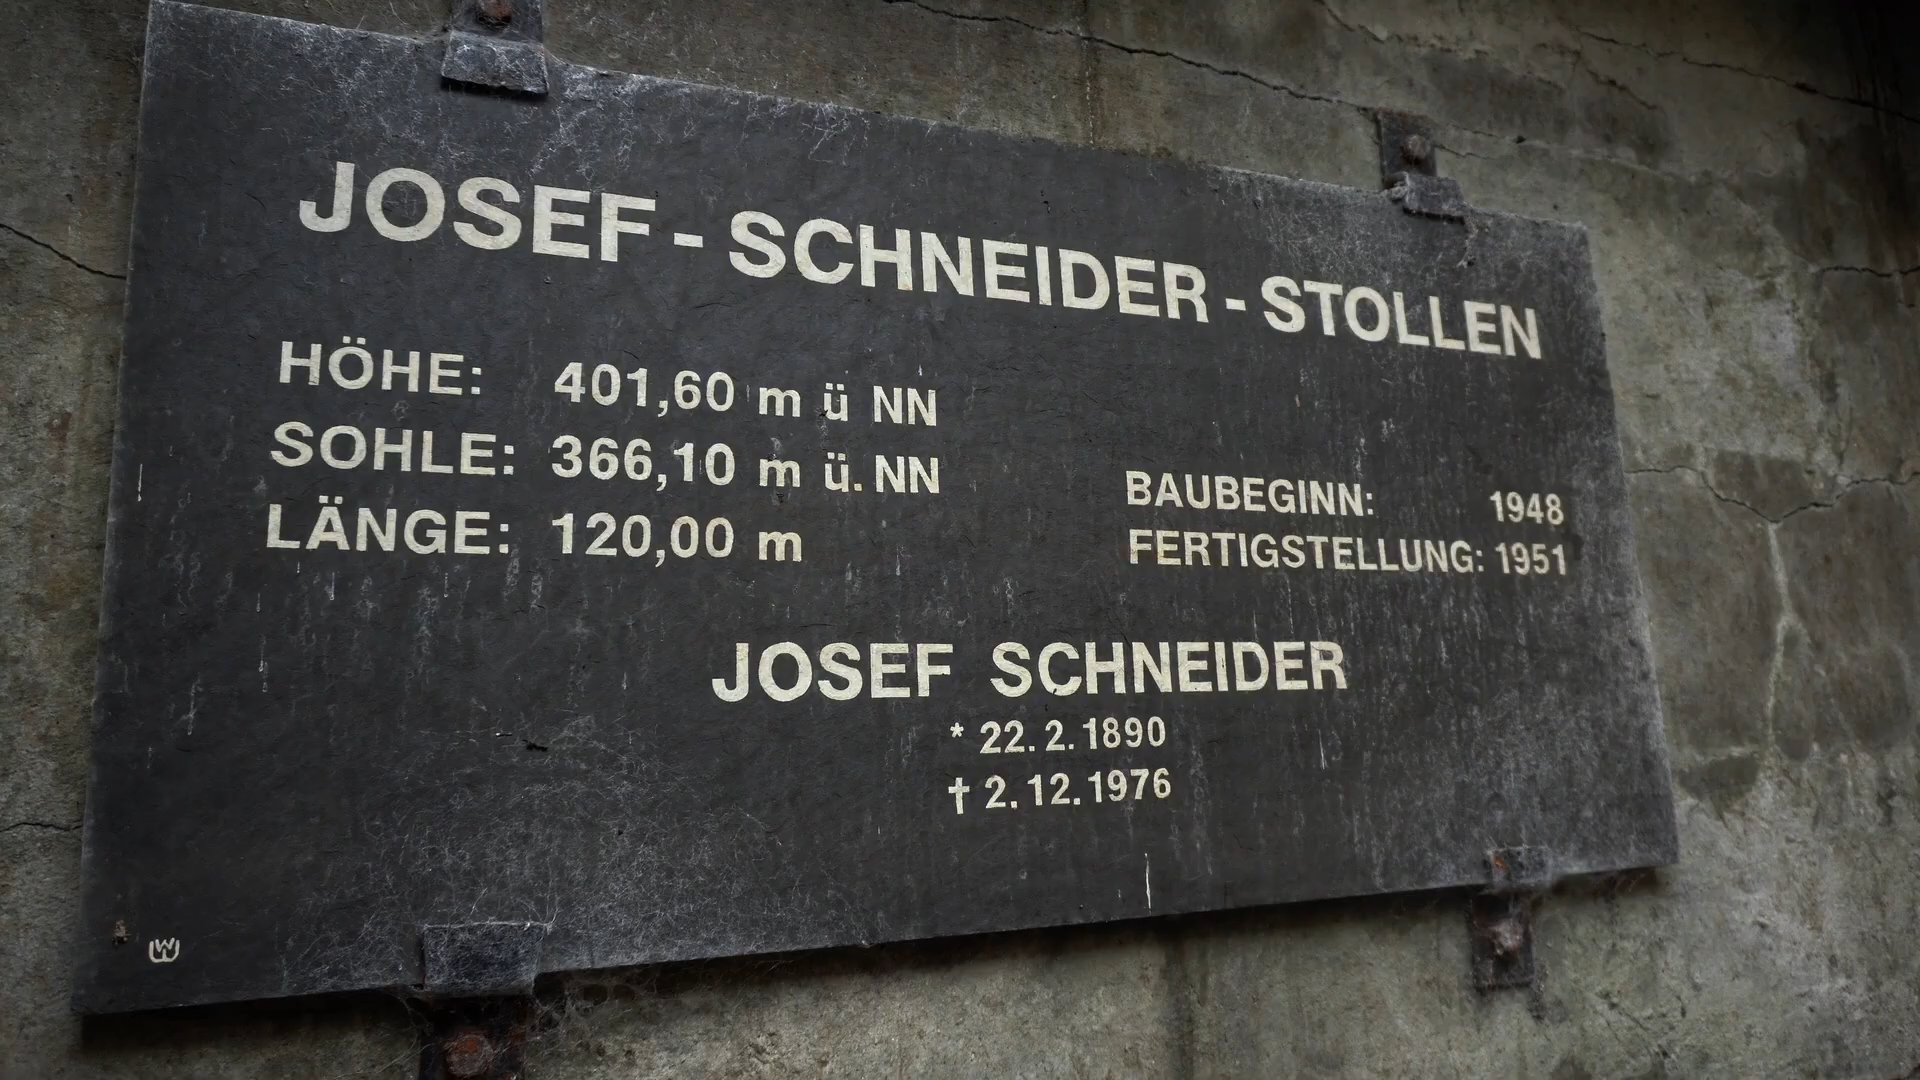 JOSEF - SCHNEIDER - STOLLEN
HÖHE: 401,60 m ü NN
SOHLE: 366,10 m ü. NN
LÄNGE: 120,00 m
BAUBEGINN: 1948
FERTIGSTELLUNG: 1951
JOSEF SCHNEIDER
* 22. 2. 1890
† 2. 12. 1976